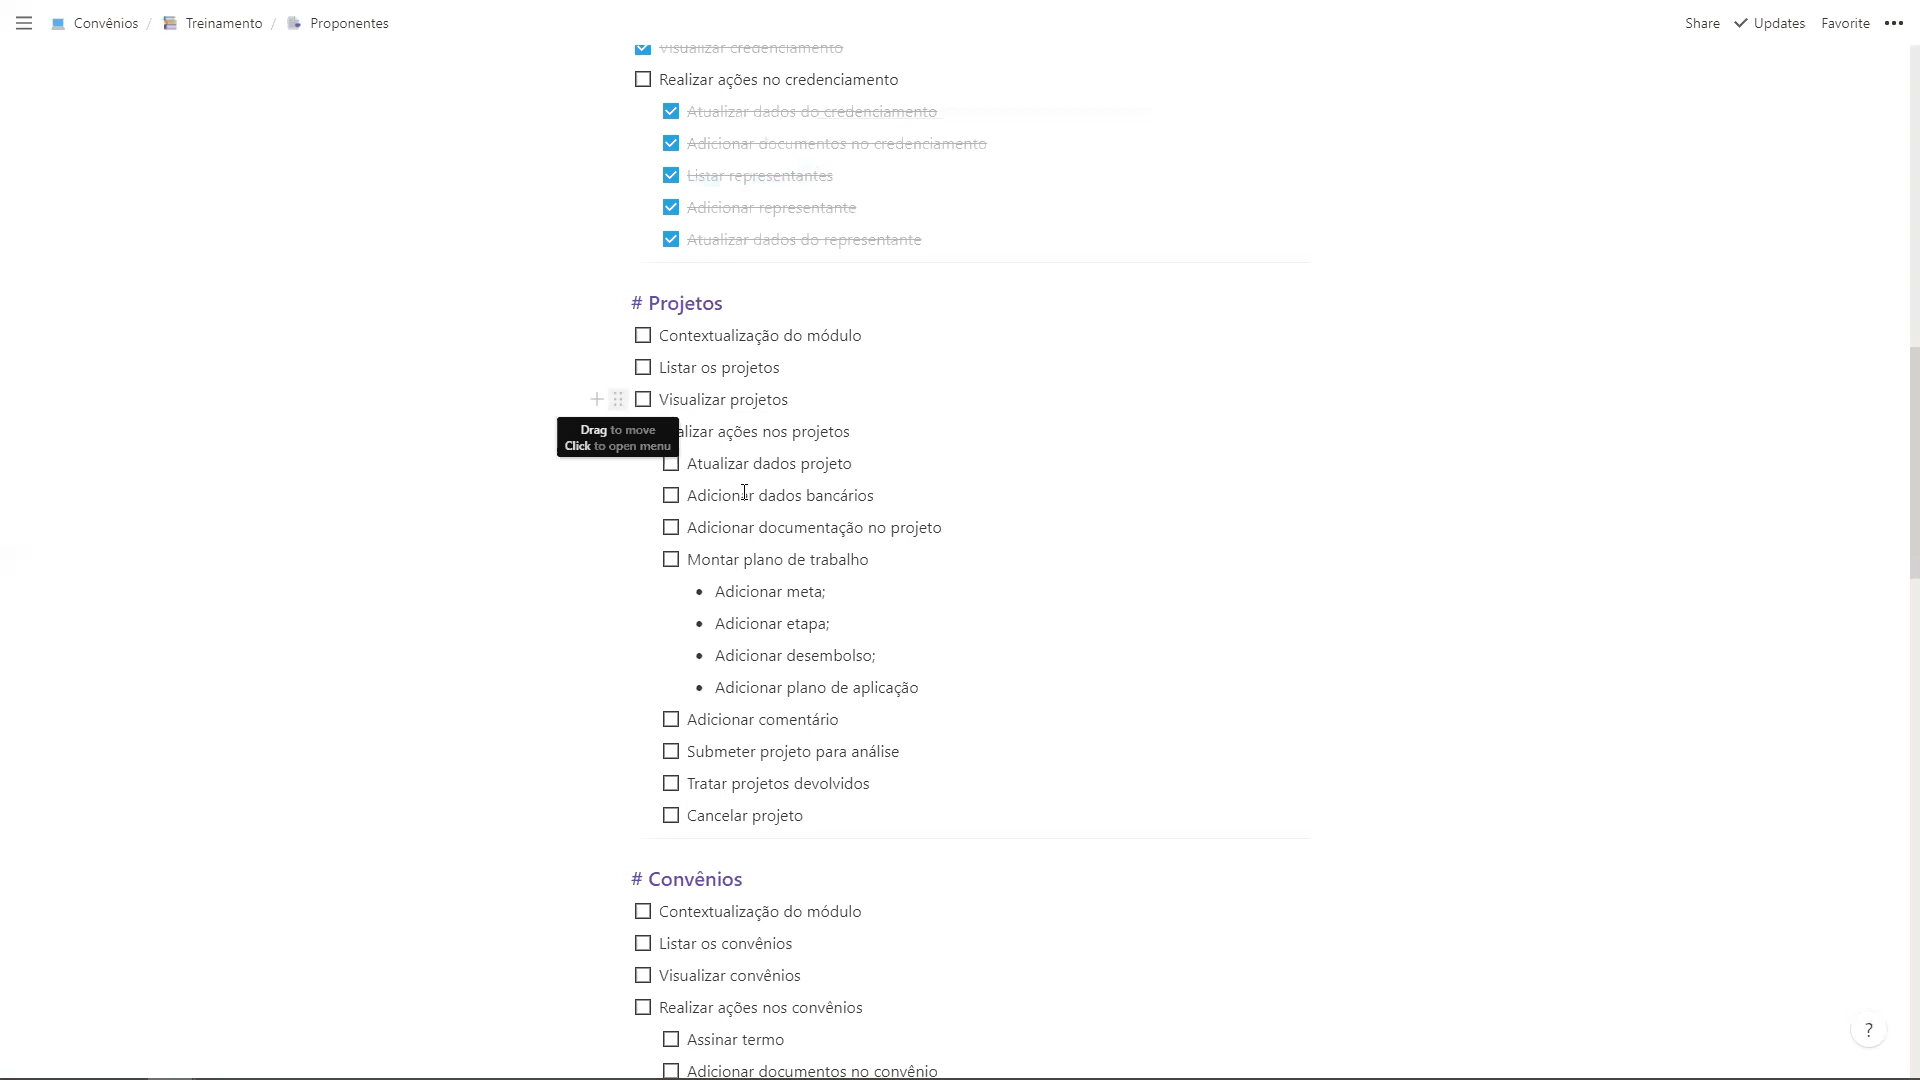 Convênios / Treinamento / Proponentes
Share Updates Favorite
Visualizar credenciamento
Realizar ações no credenciamento
Atualizar dados do credenciamento
Adicionar documentos no credenciamento
Listar representantes
Adicionar representante
Atualizar dados do representante
# Projetos
Contextualização do módulo
Listar os projetos
Visualizar projetos
Drag to move
Click to open menu
alizar ações nos projetos
Atualizar dados projeto
Adicionar dados bancários
Adicionar documentação no projeto
Montar plano de trabalho
• Adicionar meta;
• Adicionar etapa;
• Adicionar desembolso;
• Adicionar plano de aplicação
Adicionar comentário
Submeter projeto para análise
Tratar projetos devolvidos
Cancelar projeto
# Convênios
Contextualização do módulo
Listar os convênios
Visualizar convênios
Realizar ações nos convênios
Assinar termo
Adicionar documentos no convênio
?